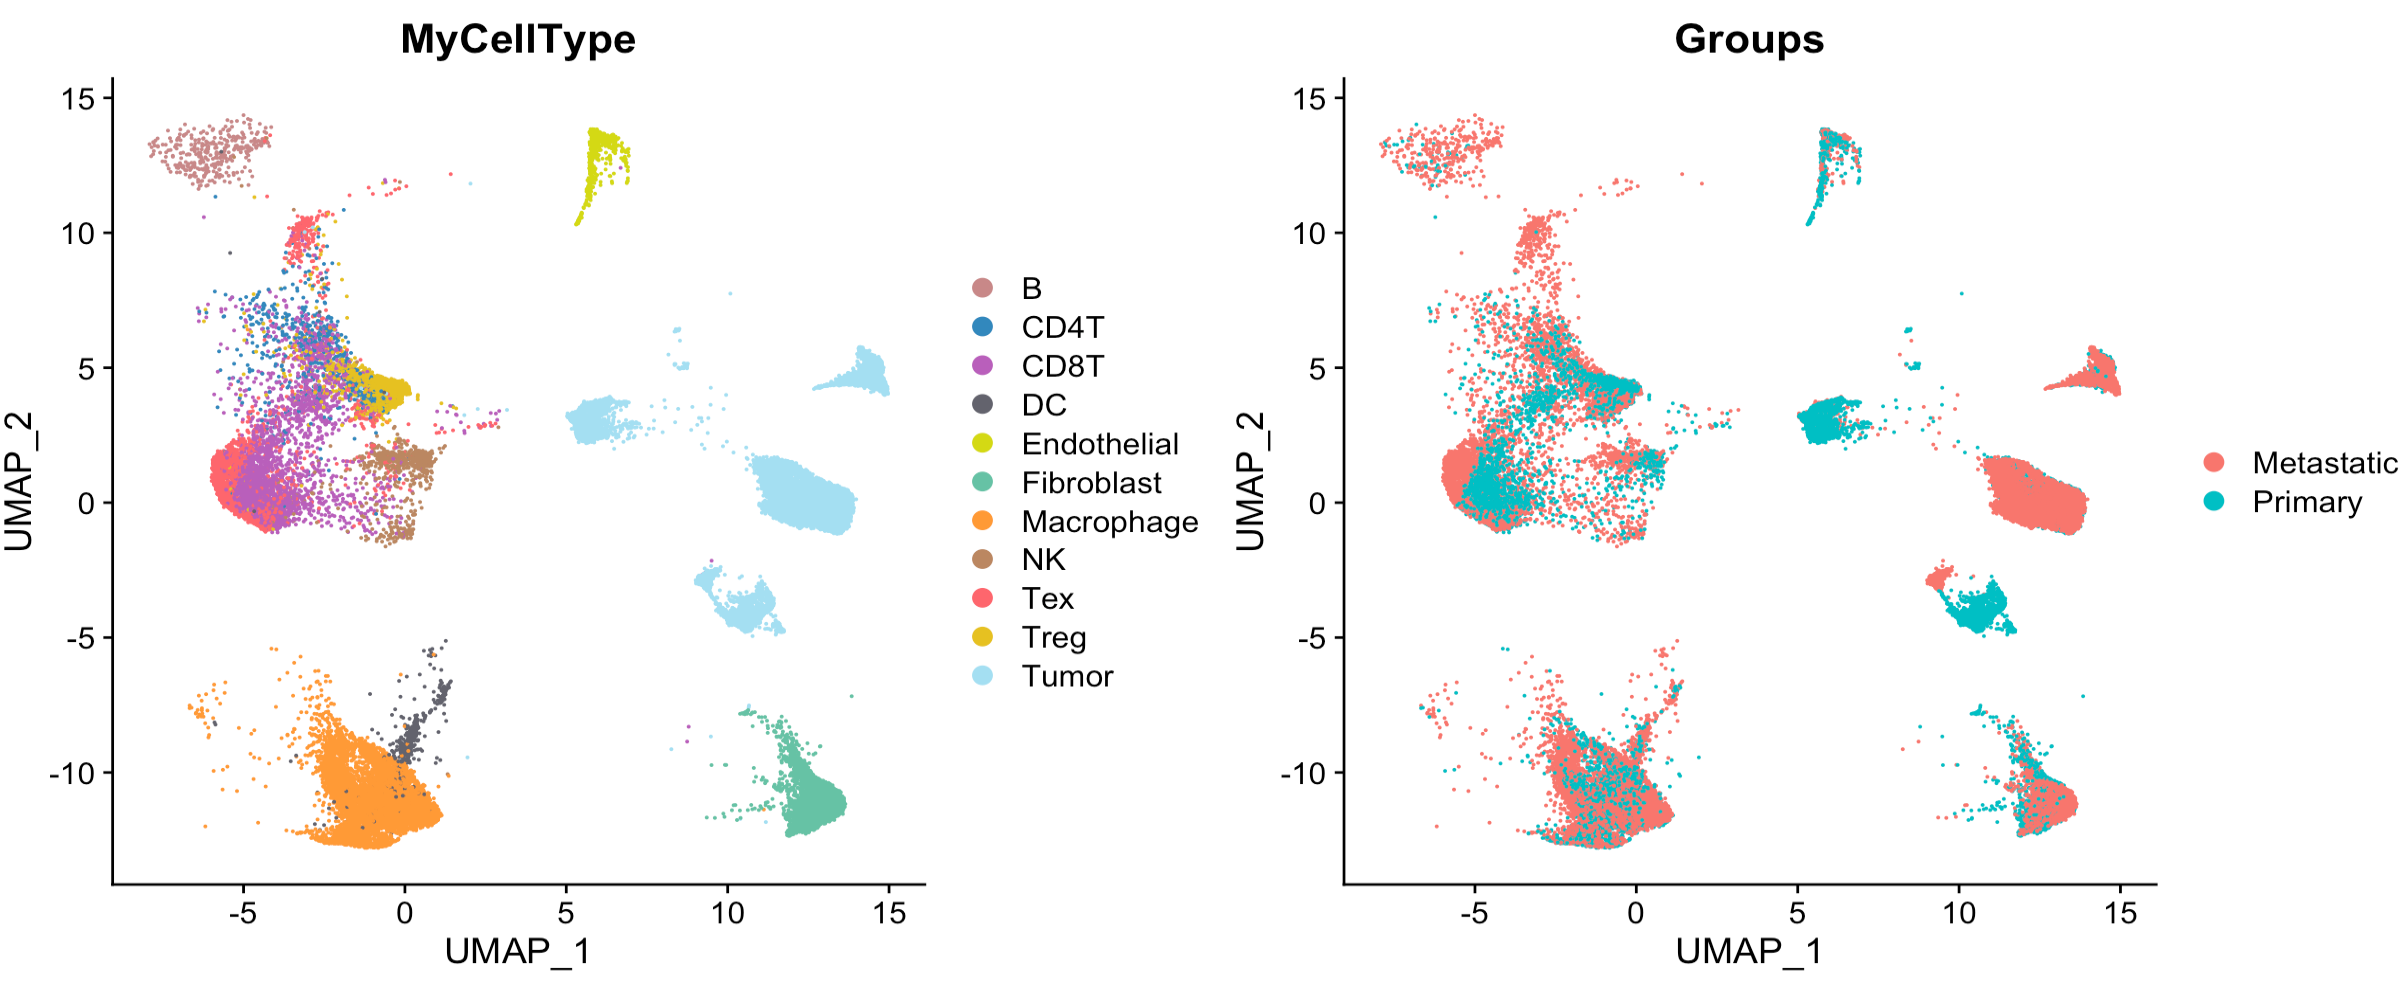 MyCellType
15
10
5
0
-5
-10
UMAP_2
-5
0
5
10
15
UMAP_1
B
CD4T
CD8T
DC
Endothelial
Fibroblast
Macrophage
NK
Tex
Treg
Tumor
Groups
15
10
5
0
-5
-10
UMAP_2
-5
0
5
10
15
UMAP_1
Metastatic
Primary